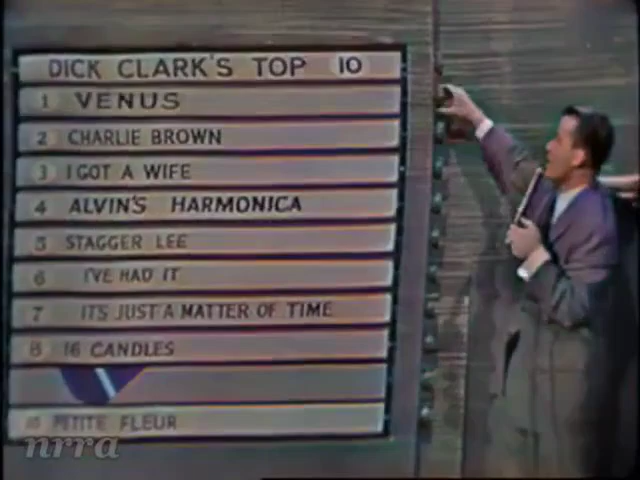 DICK CLARK'S TOP 10
1 VENUS
2 CHARLIE BROWN
3 I GOT A WIFE
4 ALVIN'S HARMONICA
5 STAGGER LEE
6 I'VE HAD IT
7 ITS JUST A MATTER OF TIME
8 16 CANDLES
10 PETITE FLEUR
nrra